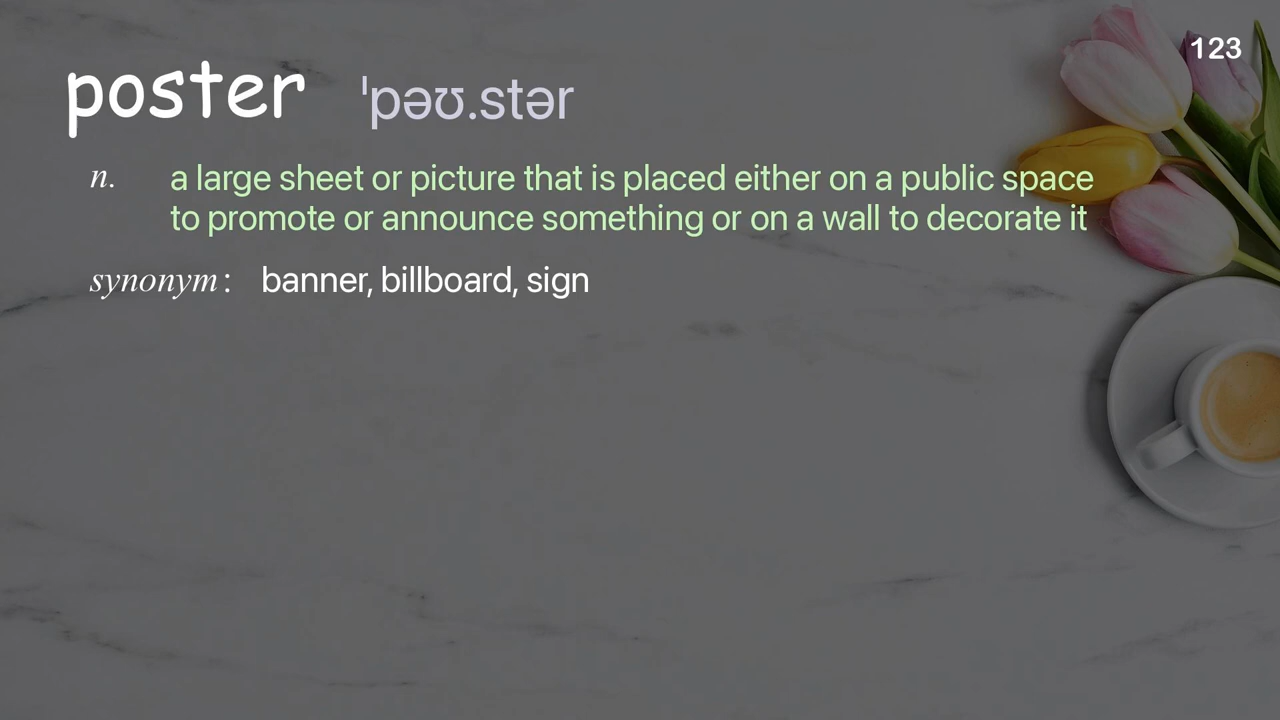 123
poster ˈpəʊ.stər
n. a large sheet or picture that is placed either on a public space
to promote or announce something or on a wall to decorate it
synonym: banner, billboard, sign